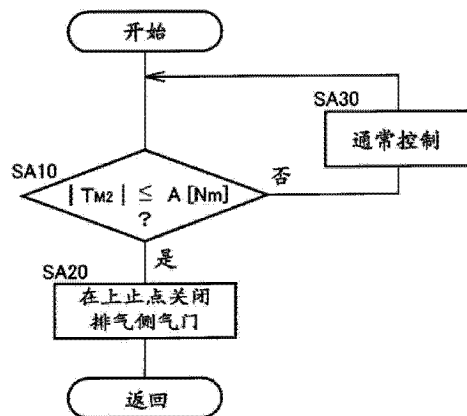 开始
SA30
通常控制
SA10
| TM2 | ≤ A [Nm]
?
否
是
SA20
在上止点关闭
排气侧气门
返回